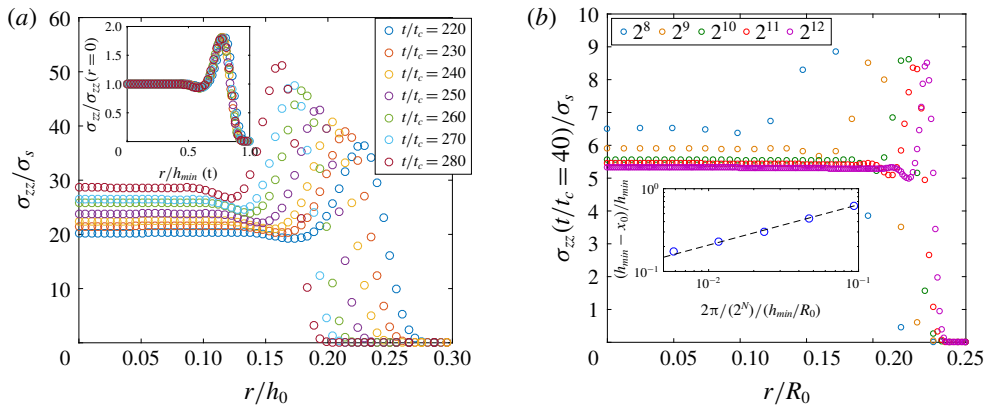 (a)
σzz/σs
60
50
40
30
20
10
0
0.05
0.10
0.15
0.20
0.25
0.30
r/h0
t/tc = 220
t/tc = 230
t/tc = 240
t/tc = 250
t/tc = 260
t/tc = 270
t/tc = 280
σzz/σzz(r = 0)
2.0
1.5
1.0
0.5
0
0.5
1.0
r/hmin (t)
(b)
σzz(t/tc = 40)/σs
10
9
8
7
6
5
4
3
2
1
0
0.05
0.10
0.15
0.20
0.25
r/R0
2^8
2^9
2^10
2^11
2^12
(hmin − x0)/hmin
10^0
10^−1
10^−2
10^−1
2π/(2^N)/(hmin/R0)